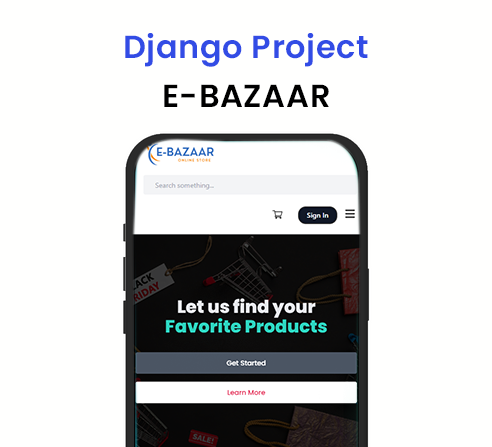 Django Project
E-BAZAAR
E-BAZAAR
ONLINE STORE
Search something...
Sign In
BLACK
FRIDAY
Let us find your
Favorite Products
Get Started
Learn More
SALE!